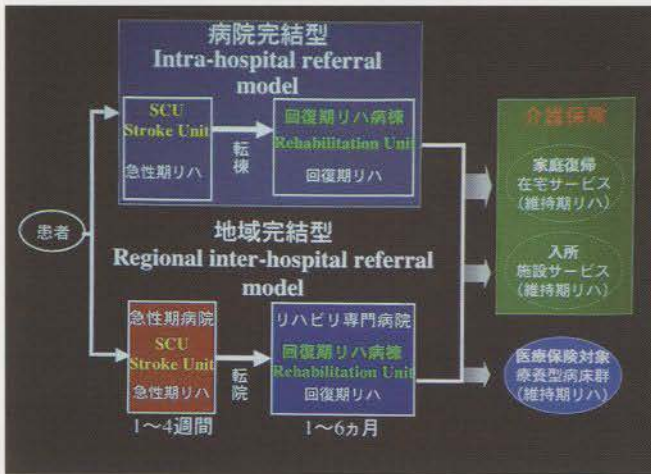 病院完結型
Intra-hospital referral
model
SCU
Stroke Unit
急性期リハ
転棟
回復期リハ病棟
Rehabilitation Unit
回復期リハ
患者
地域完結型
Regional inter-hospital referral
model
急性期病院
SCU
Stroke Unit
急性期リハ
1～4週間
転院
リハビリ専門病院
回復期リハ病棟
Rehabilitation Unit
回復期リハ
1～6ヵ月
介護保険
家庭復帰
在宅サービス
(維持期リハ)
入所
施設サービス
(維持期リハ)
医療保険対象
療養型病床群
(維持期リハ)